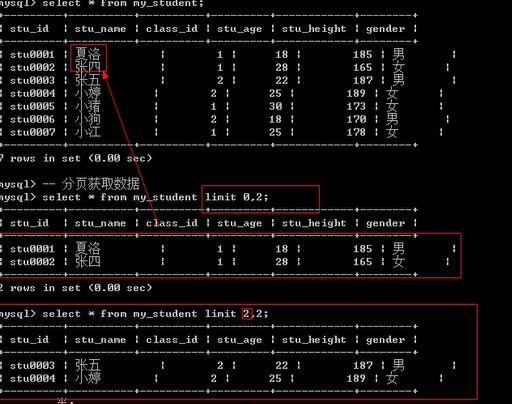 mysql> select * from my_student;
+---------+----------+----------+---------+------------+--------+
| stu_id | stu_name | class_id | stu_age | stu_height | gender |
+---------+----------+----------+---------+------------+--------+
| stu0001 | 夏洛 | 1 | 18 | 185 | 男 |
| stu0002 | 张四 | 1 | 28 | 165 | 女 |
| stu0003 | 张五 | 2 | 22 | 187 | 男 |
| stu0004 | 小婷 | 2 | 25 | 189 | 女 |
| stu0005 | 小猪 | 1 | 30 | 173 | 女 |
| stu0006 | 小狗 | 2 | 18 | 170 | 男 |
| stu0007 | 小江 | 1 | 25 | 178 | 女 |
+---------+----------+----------+---------+------------+--------+
7 rows in set (0.00 sec)
mysql> -- 分页获取数据
mysql> select * from my_student limit 0,2;
+---------+----------+----------+---------+------------+--------+
| stu_id | stu_name | class_id | stu_age | stu_height | gender |
+---------+----------+----------+---------+------------+--------+
| stu0001 | 夏洛 | 1 | 18 | 185 | 男 |
| stu0002 | 张四 | 1 | 28 | 165 | 女 |
+---------+----------+----------+---------+------------+--------+
2 rows in set (0.00 sec)
mysql> select * from my_student limit 2,2;
+---------+----------+----------+---------+------------+--------+
| stu_id | stu_name | class_id | stu_age | stu_height | gender |
+---------+----------+----------+---------+------------+--------+
| stu0003 | 张五 | 2 | 22 | 187 | 男 |
| stu0004 | 小婷 | 2 | 25 | 189 | 女 |
+---------+----------+----------+---------+------------+--------+